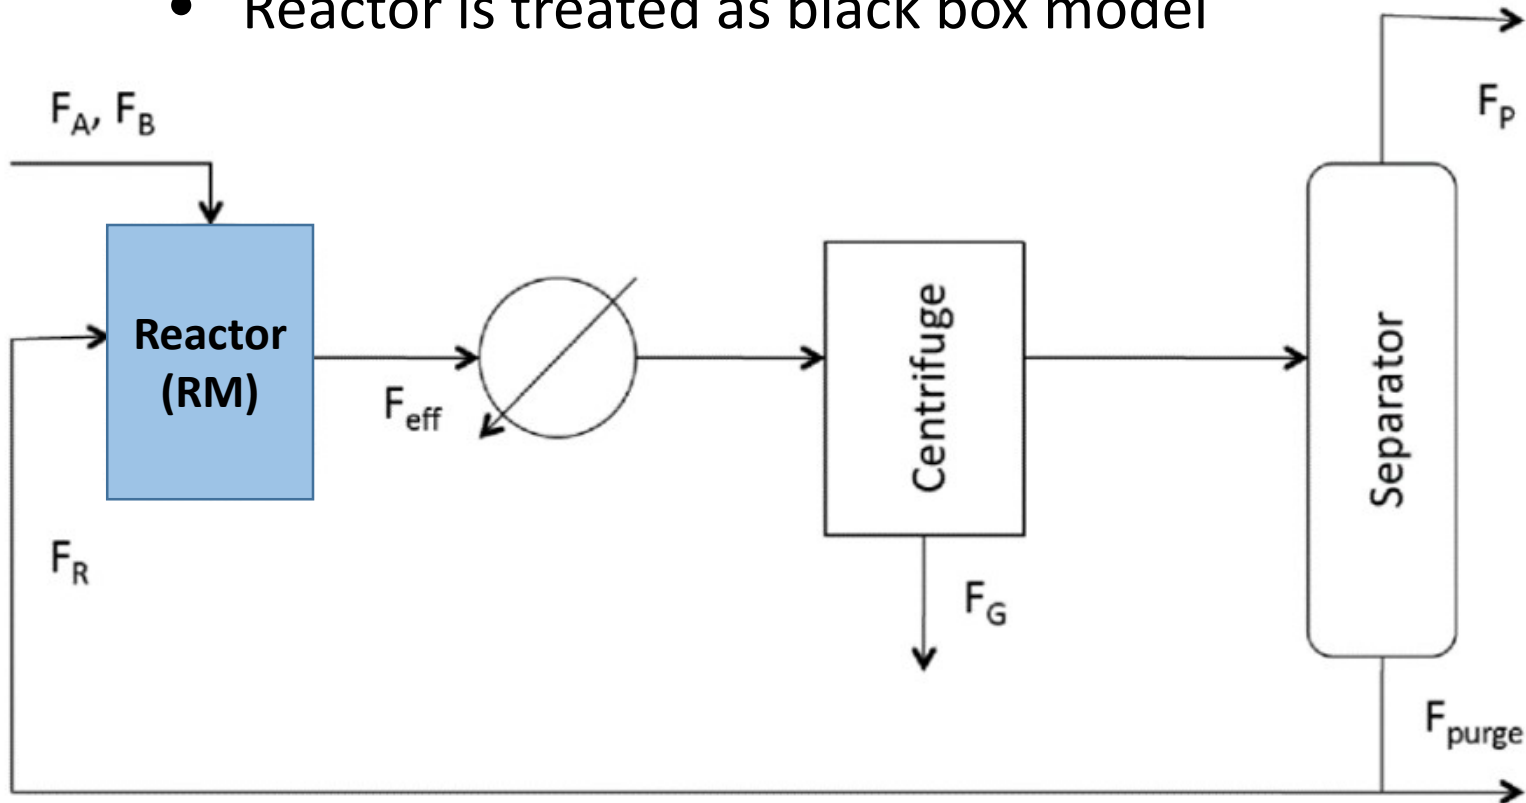 • Reactor is treated as black box model
F_A, F_B
F_P
Reactor
(RM)
F_eff
Centrifuge
Separator
F_R
F_G
F_purge